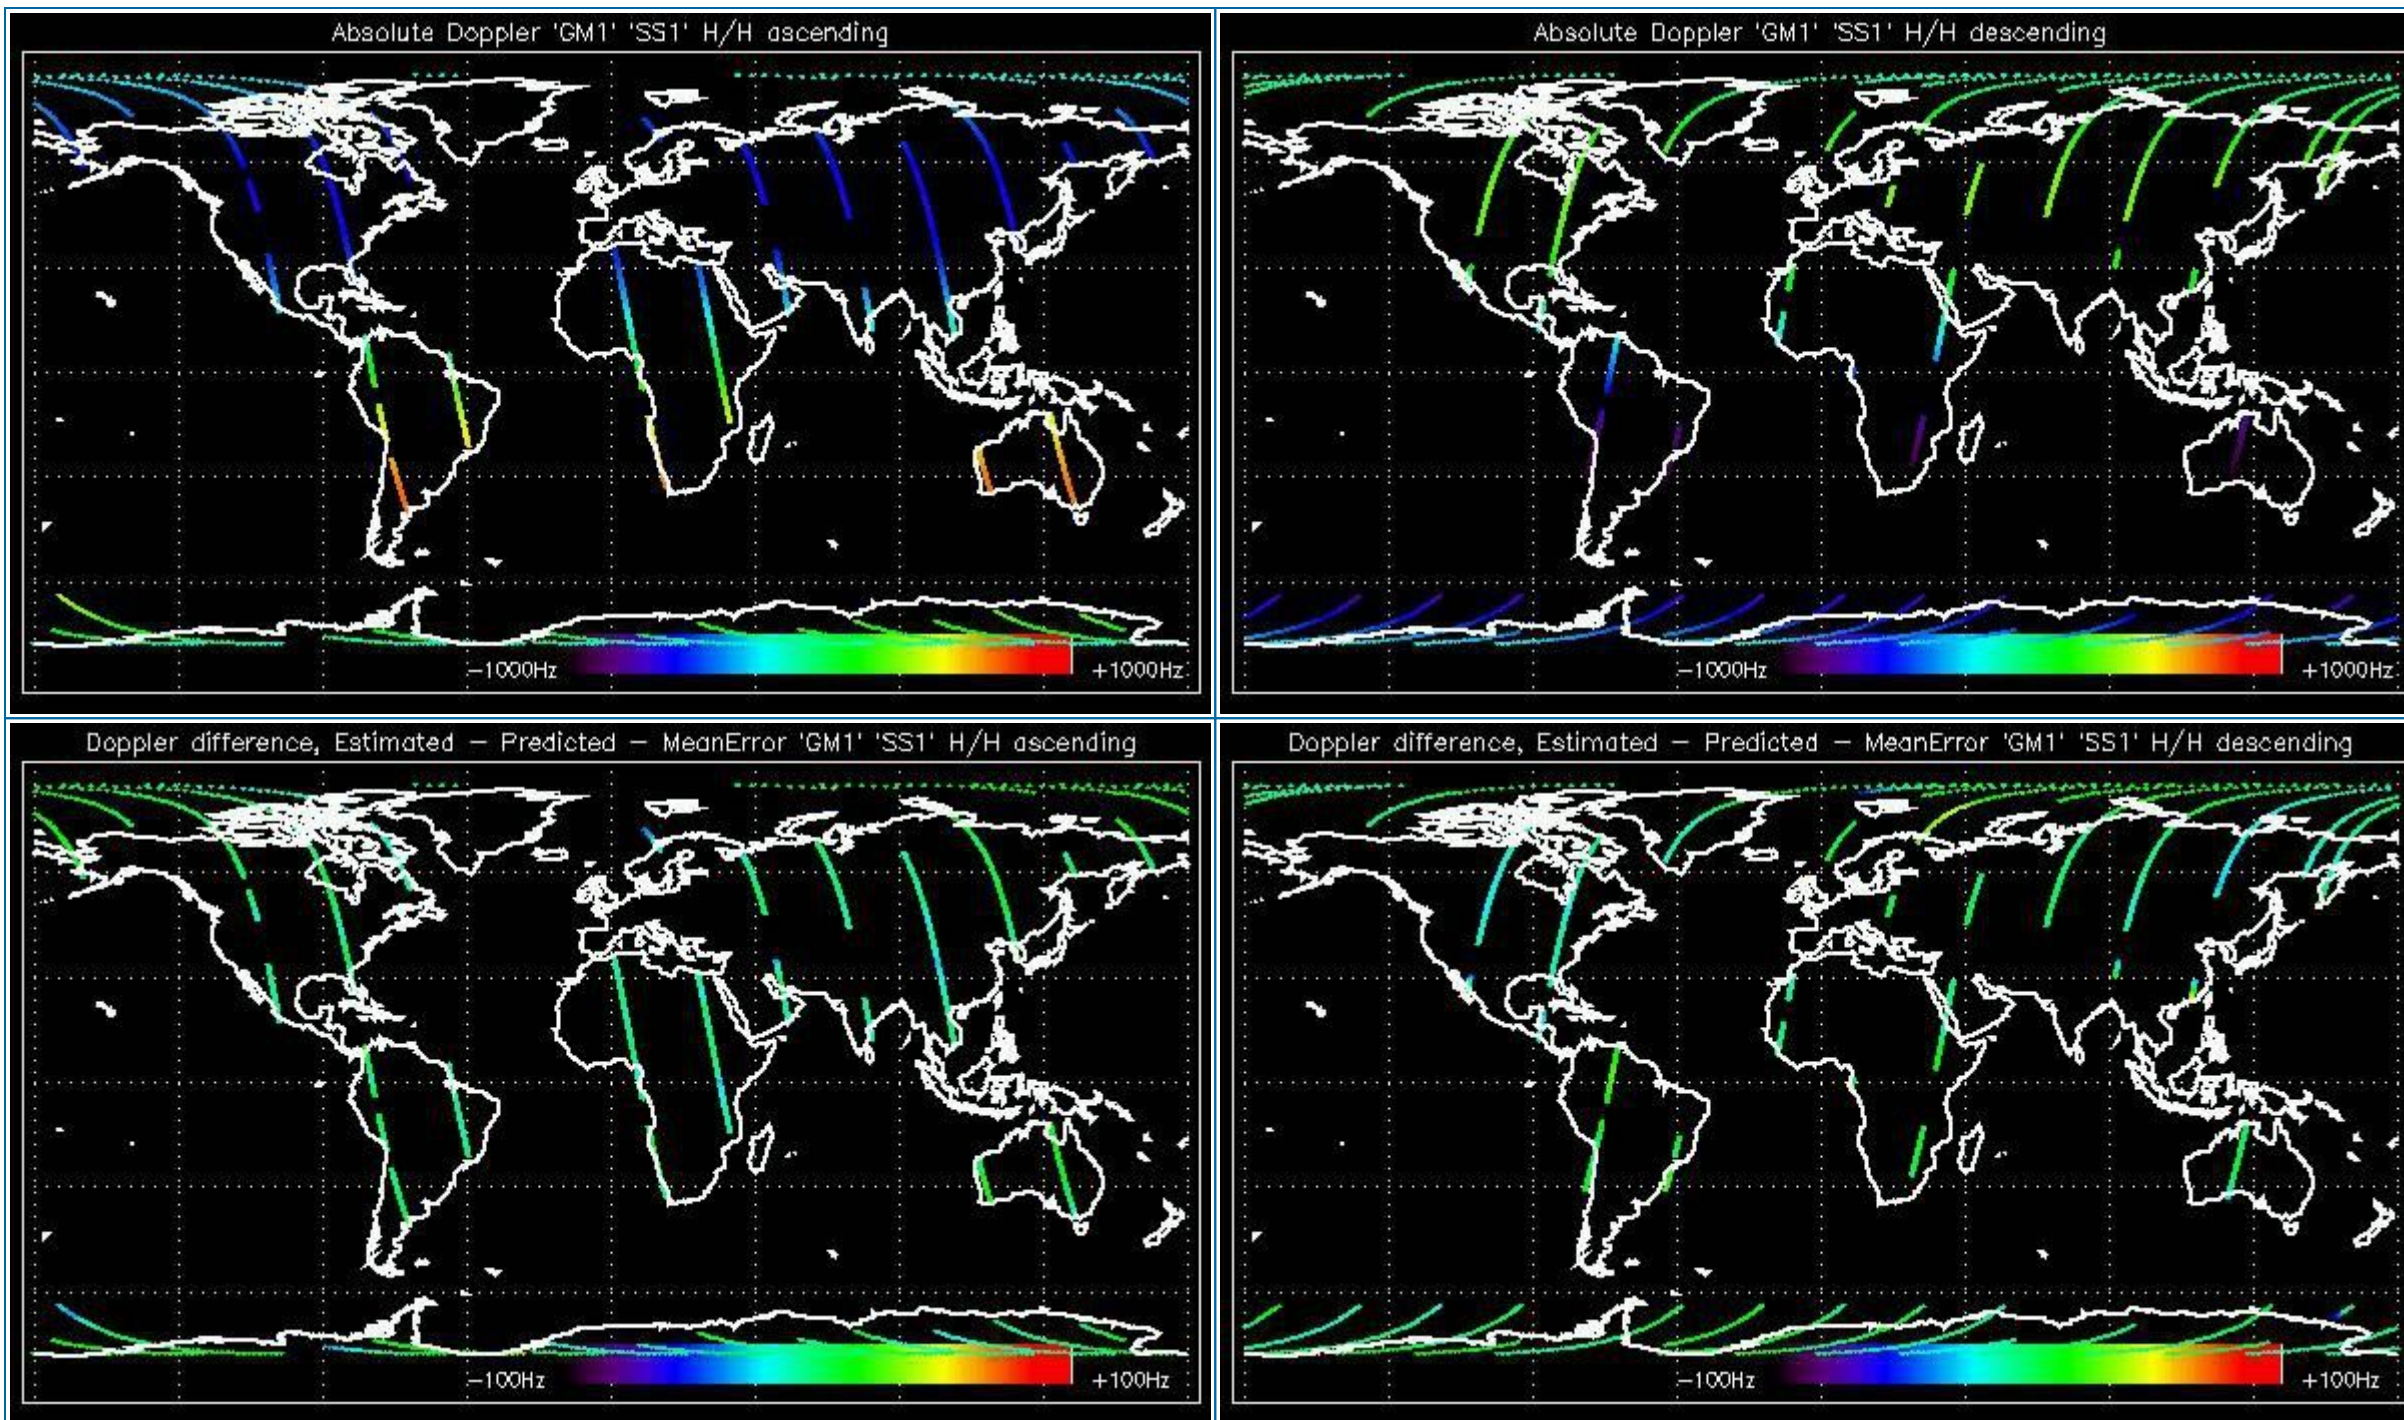 Absolute Doppler 'GM1' 'SS1' H/H ascending
−1000Hz
+1000Hz
Absolute Doppler 'GM1' 'SS1' H/H descending
−1000Hz
+1000Hz
Doppler difference, Estimated − Predicted − MeanError 'GM1' 'SS1' H/H ascending
−100Hz
+100Hz
Doppler difference, Estimated − Predicted − MeanError 'GM1' 'SS1' H/H descending
−100Hz
+100Hz